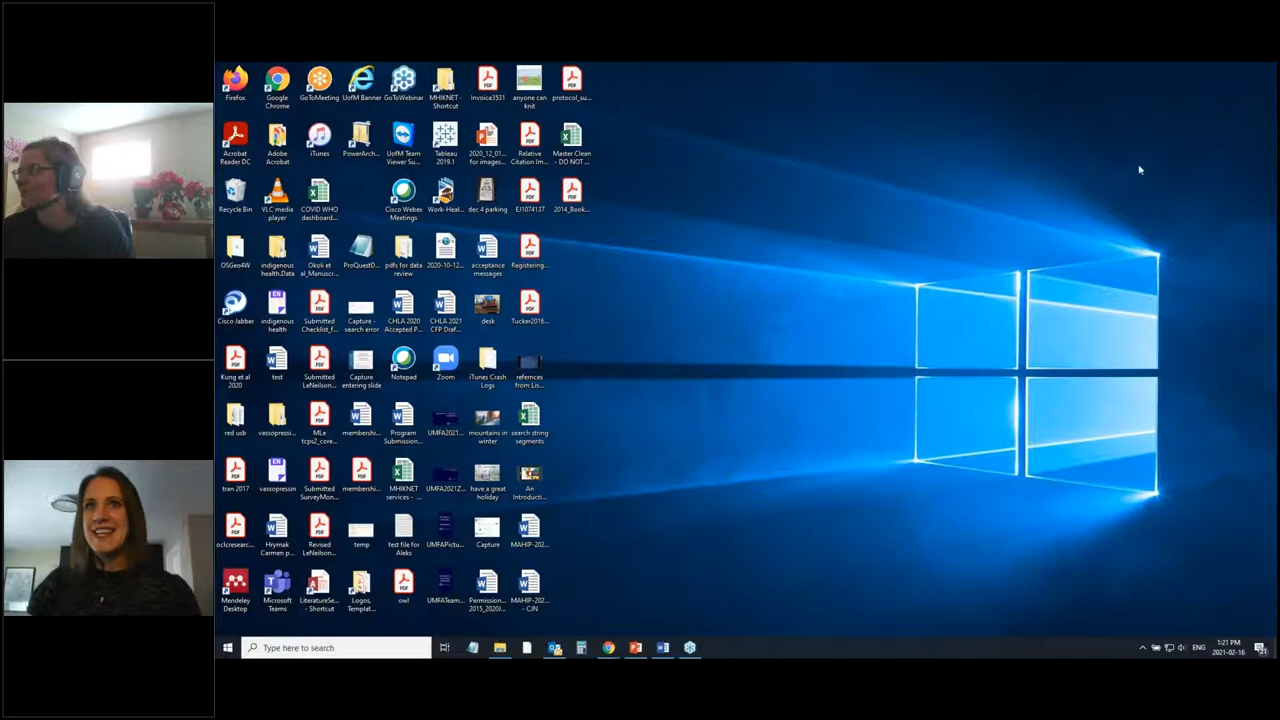 Firefox
Google
Chrome
GoToMeeting
UofM Banner
GoToWebinar
MHIKNET -
Shortcut
Invoice3531
anyone can
knit
protocol_su...
Acrobat
Reader DC
Adobe
Acrobat
iTunes
PowerArch...
UofM Team
Viewer Su...
Tableau
2019.1
2020_12_01...
for images...
Relative
Citation Im...
Master Clean
- DO NOT...
Recycle Bin
VLC media
player
COVID WHO
dashboard...
Cisco Webex
Meetings
Work-Heal...
dec 4 parking
EJ1074137
2014_Book...
OSGeo4W
indigenous
health.Data
Okoli et
al_Manuscr...
ProQuestD...
pdfs for data
review
2020-10-12...
acceptance
messages
Registering...
Cisco Jabber
indigenous
health
Submitted
Checklist_f...
Capture -
search error
CHLA 2020
Accepted P...
CHLA 2021
CFP Draf...
desk
Tucker2016...
Kung et al
2020
test
Submitted
LeNeilson...
Capture
entering slide
Notepad
Zoom
iTunes Crash
Logs
refernces
from Lis...
red usb
vassopressi...
MLe
tcps2_core...
membershi...
Program
Submission...
UMFA2021...
mountains in
winter
search string
segments
tran 2017
vassopressin
Submitted
SurveyMon...
membershi...
MHIKNET
services - ...
UMFA2021Z...
have a great
holiday
An
Introducti...
oclcresearc...
Hrymak
Carmen p...
Revised
LeNeilson...
temp
test file for
Aleks
UMFAPictu...
Capture
MAHIP-202...
Mendeley
Desktop
Microsoft
Teams
LiteratureSe...
- Shortcut
Logos,
Templat...
owl
UMFATeam...
Permission...
2015_2020J...
MAHIP-202...
- CJN
Type here to search
ENG
1:21 PM
2021-02-16
21